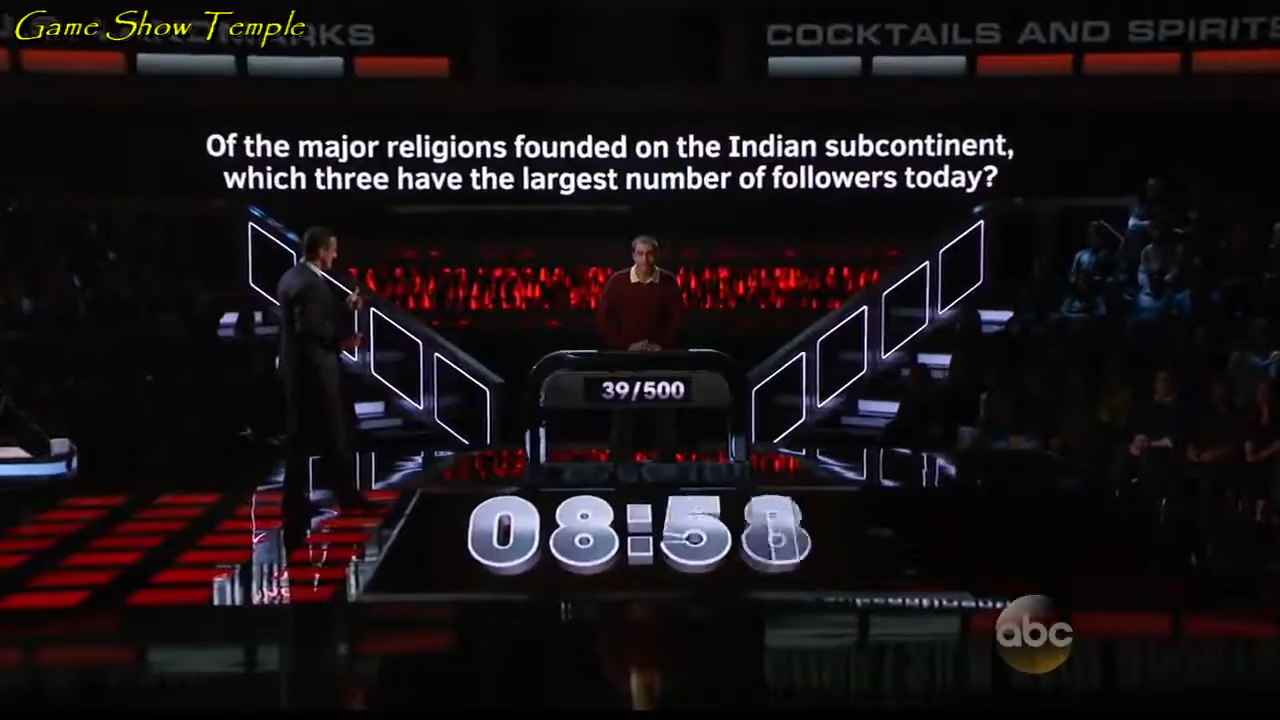 Game Show Temple
MARKS
COCKTAILS AND SPIRITS
Of the major religions founded on the Indian subcontinent,
which three have the largest number of followers today?
39/500
08:58
abc